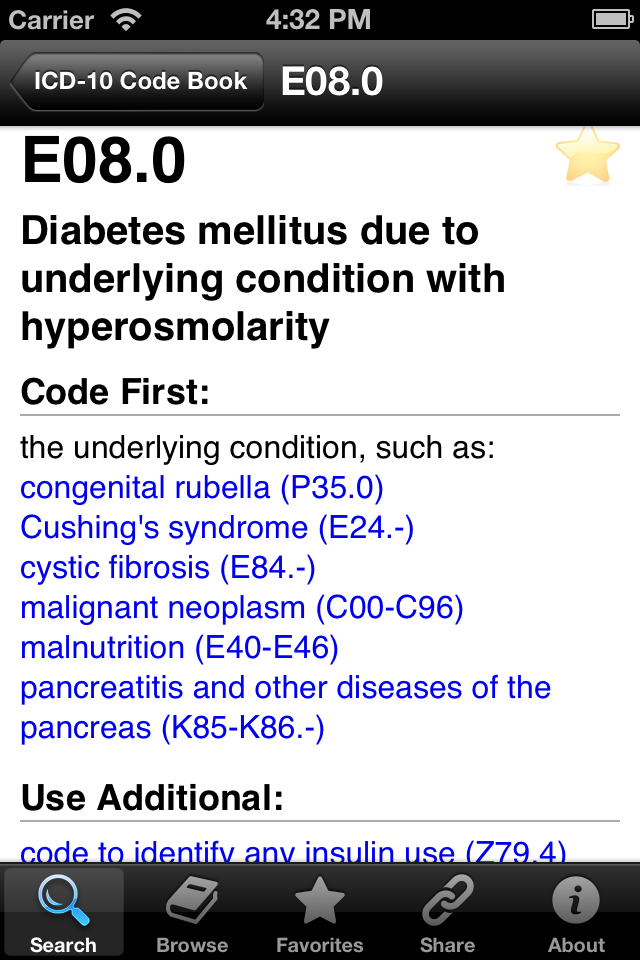 Carrier 4:32 PM
ICD-10 Code Book E08.0
E08.0
Diabetes mellitus due to
underlying condition with
hyperosmolarity
Code First:
the underlying condition, such as:
congenital rubella (P35.0)
Cushing's syndrome (E24.-)
cystic fibrosis (E84.-)
malignant neoplasm (C00-C96)
malnutrition (E40-E46)
pancreatitis and other diseases of the
pancreas (K85-K86.-)
Use Additional:
code to identify any insulin use (Z79.4)
Search Browse Favorites Share About